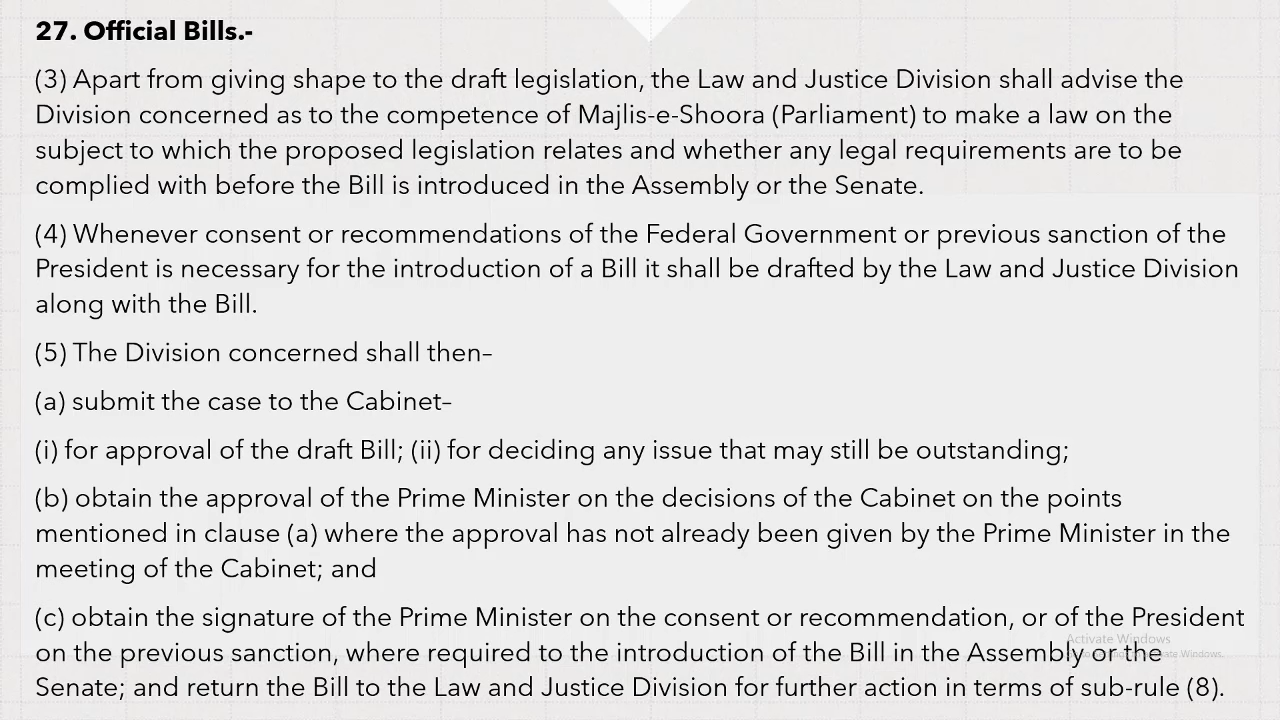 27. Official Bills.-
(3) Apart from giving shape to the draft legislation, the Law and Justice Division shall advise the
Division concerned as to the competence of Majlis-e-Shoora (Parliament) to make a law on the
subject to which the proposed legislation relates and whether any legal requirements are to be
complied with before the Bill is introduced in the Assembly or the Senate.
(4) Whenever consent or recommendations of the Federal Government or previous sanction of the
President is necessary for the introduction of a Bill it shall be drafted by the Law and Justice Division
along with the Bill.
(5) The Division concerned shall then–
(a) submit the case to the Cabinet–
(i) for approval of the draft Bill; (ii) for deciding any issue that may still be outstanding;
(b) obtain the approval of the Prime Minister on the decisions of the Cabinet on the points
mentioned in clause (a) where the approval has not already been given by the Prime Minister in the
meeting of the Cabinet; and
(c) obtain the signature of the Prime Minister on the consent or recommendation, or of the President
on the previous sanction, where required to the introduction of the Bill in the Assembly or the
Senate; and return the Bill to the Law and Justice Division for further action in terms of sub-rule (8).
Activate Windows
Windows.